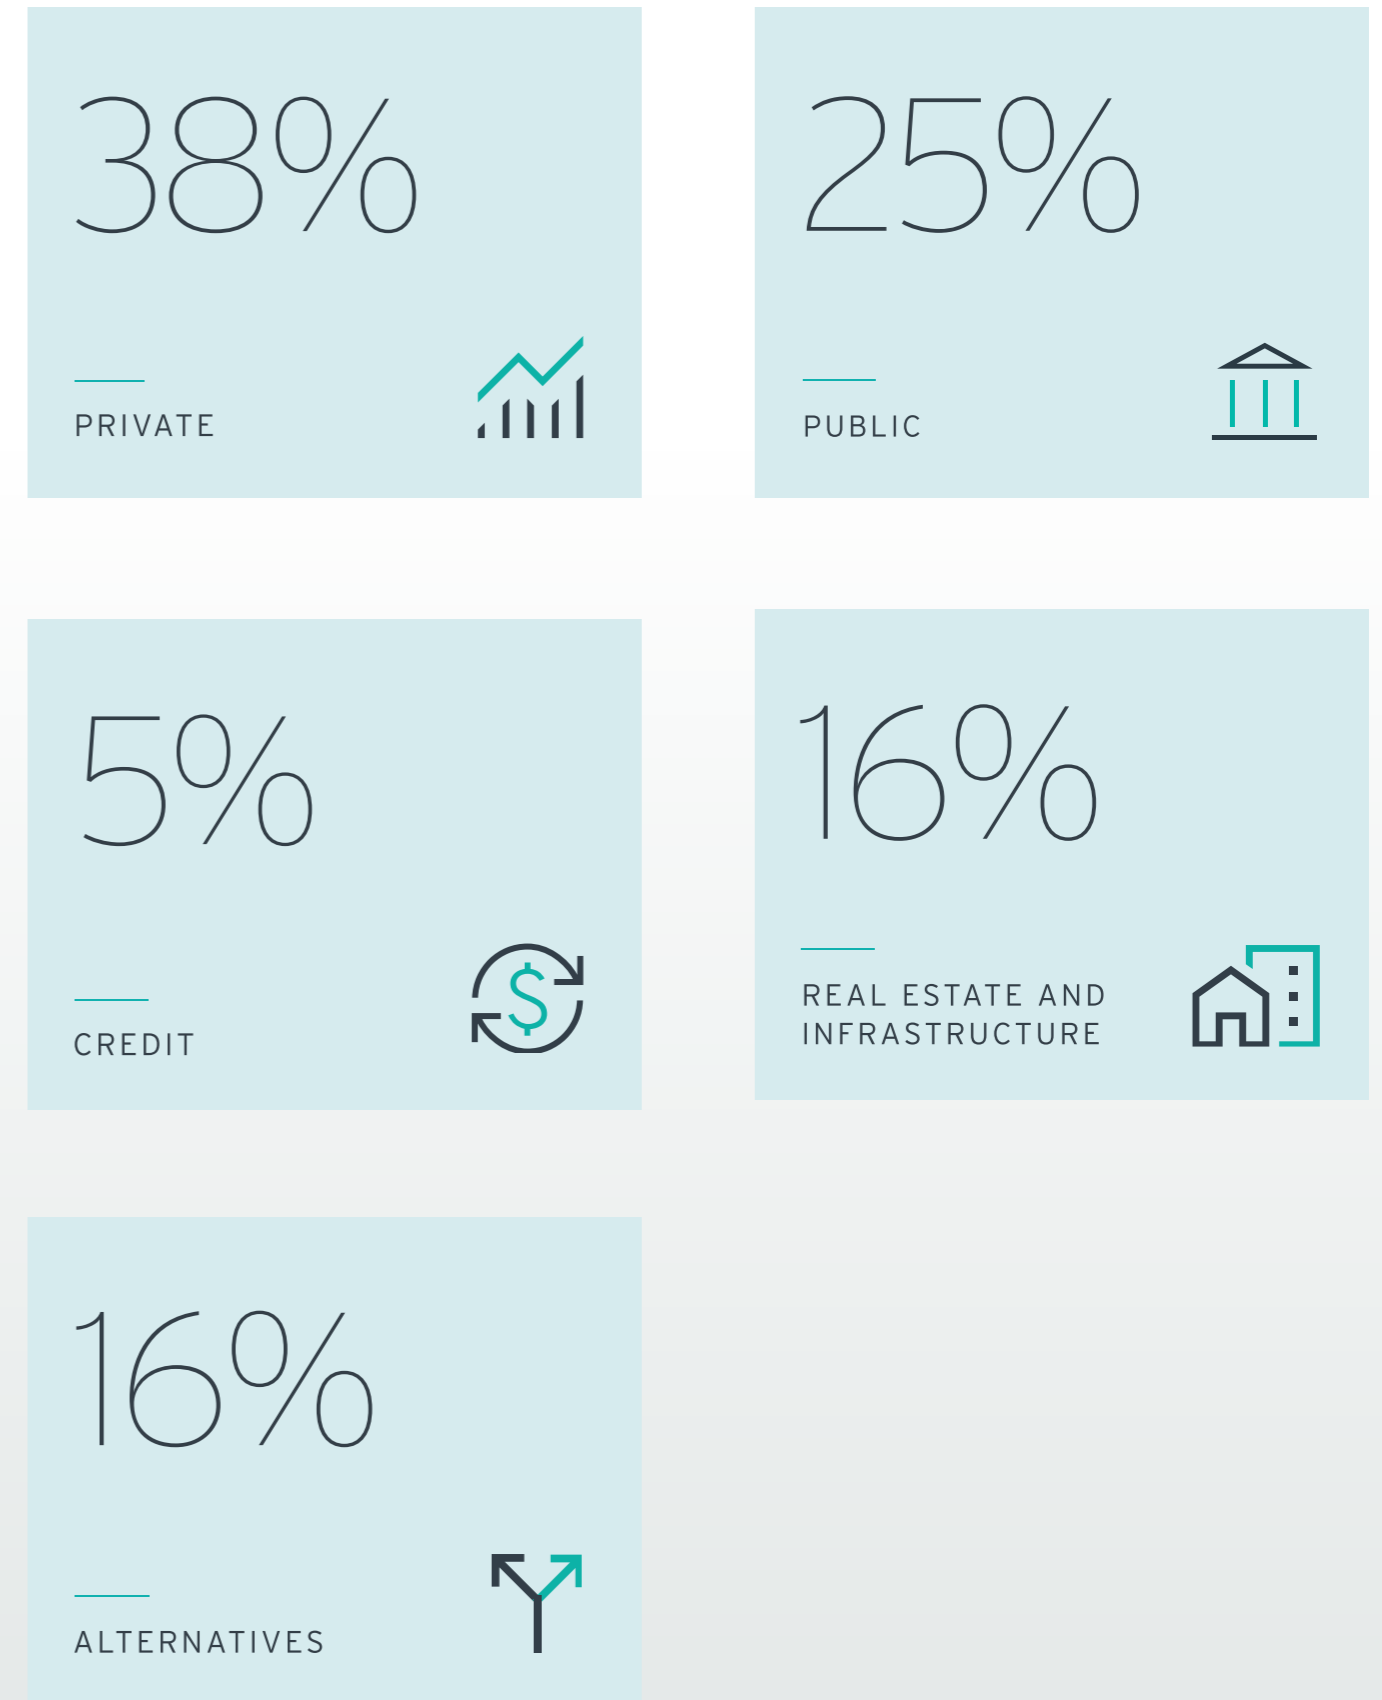 38%
PRIVATE
25%
PUBLIC
5%
CREDIT
16%
REAL ESTATE AND
INFRASTRUCTURE
16%
ALTERNATIVES